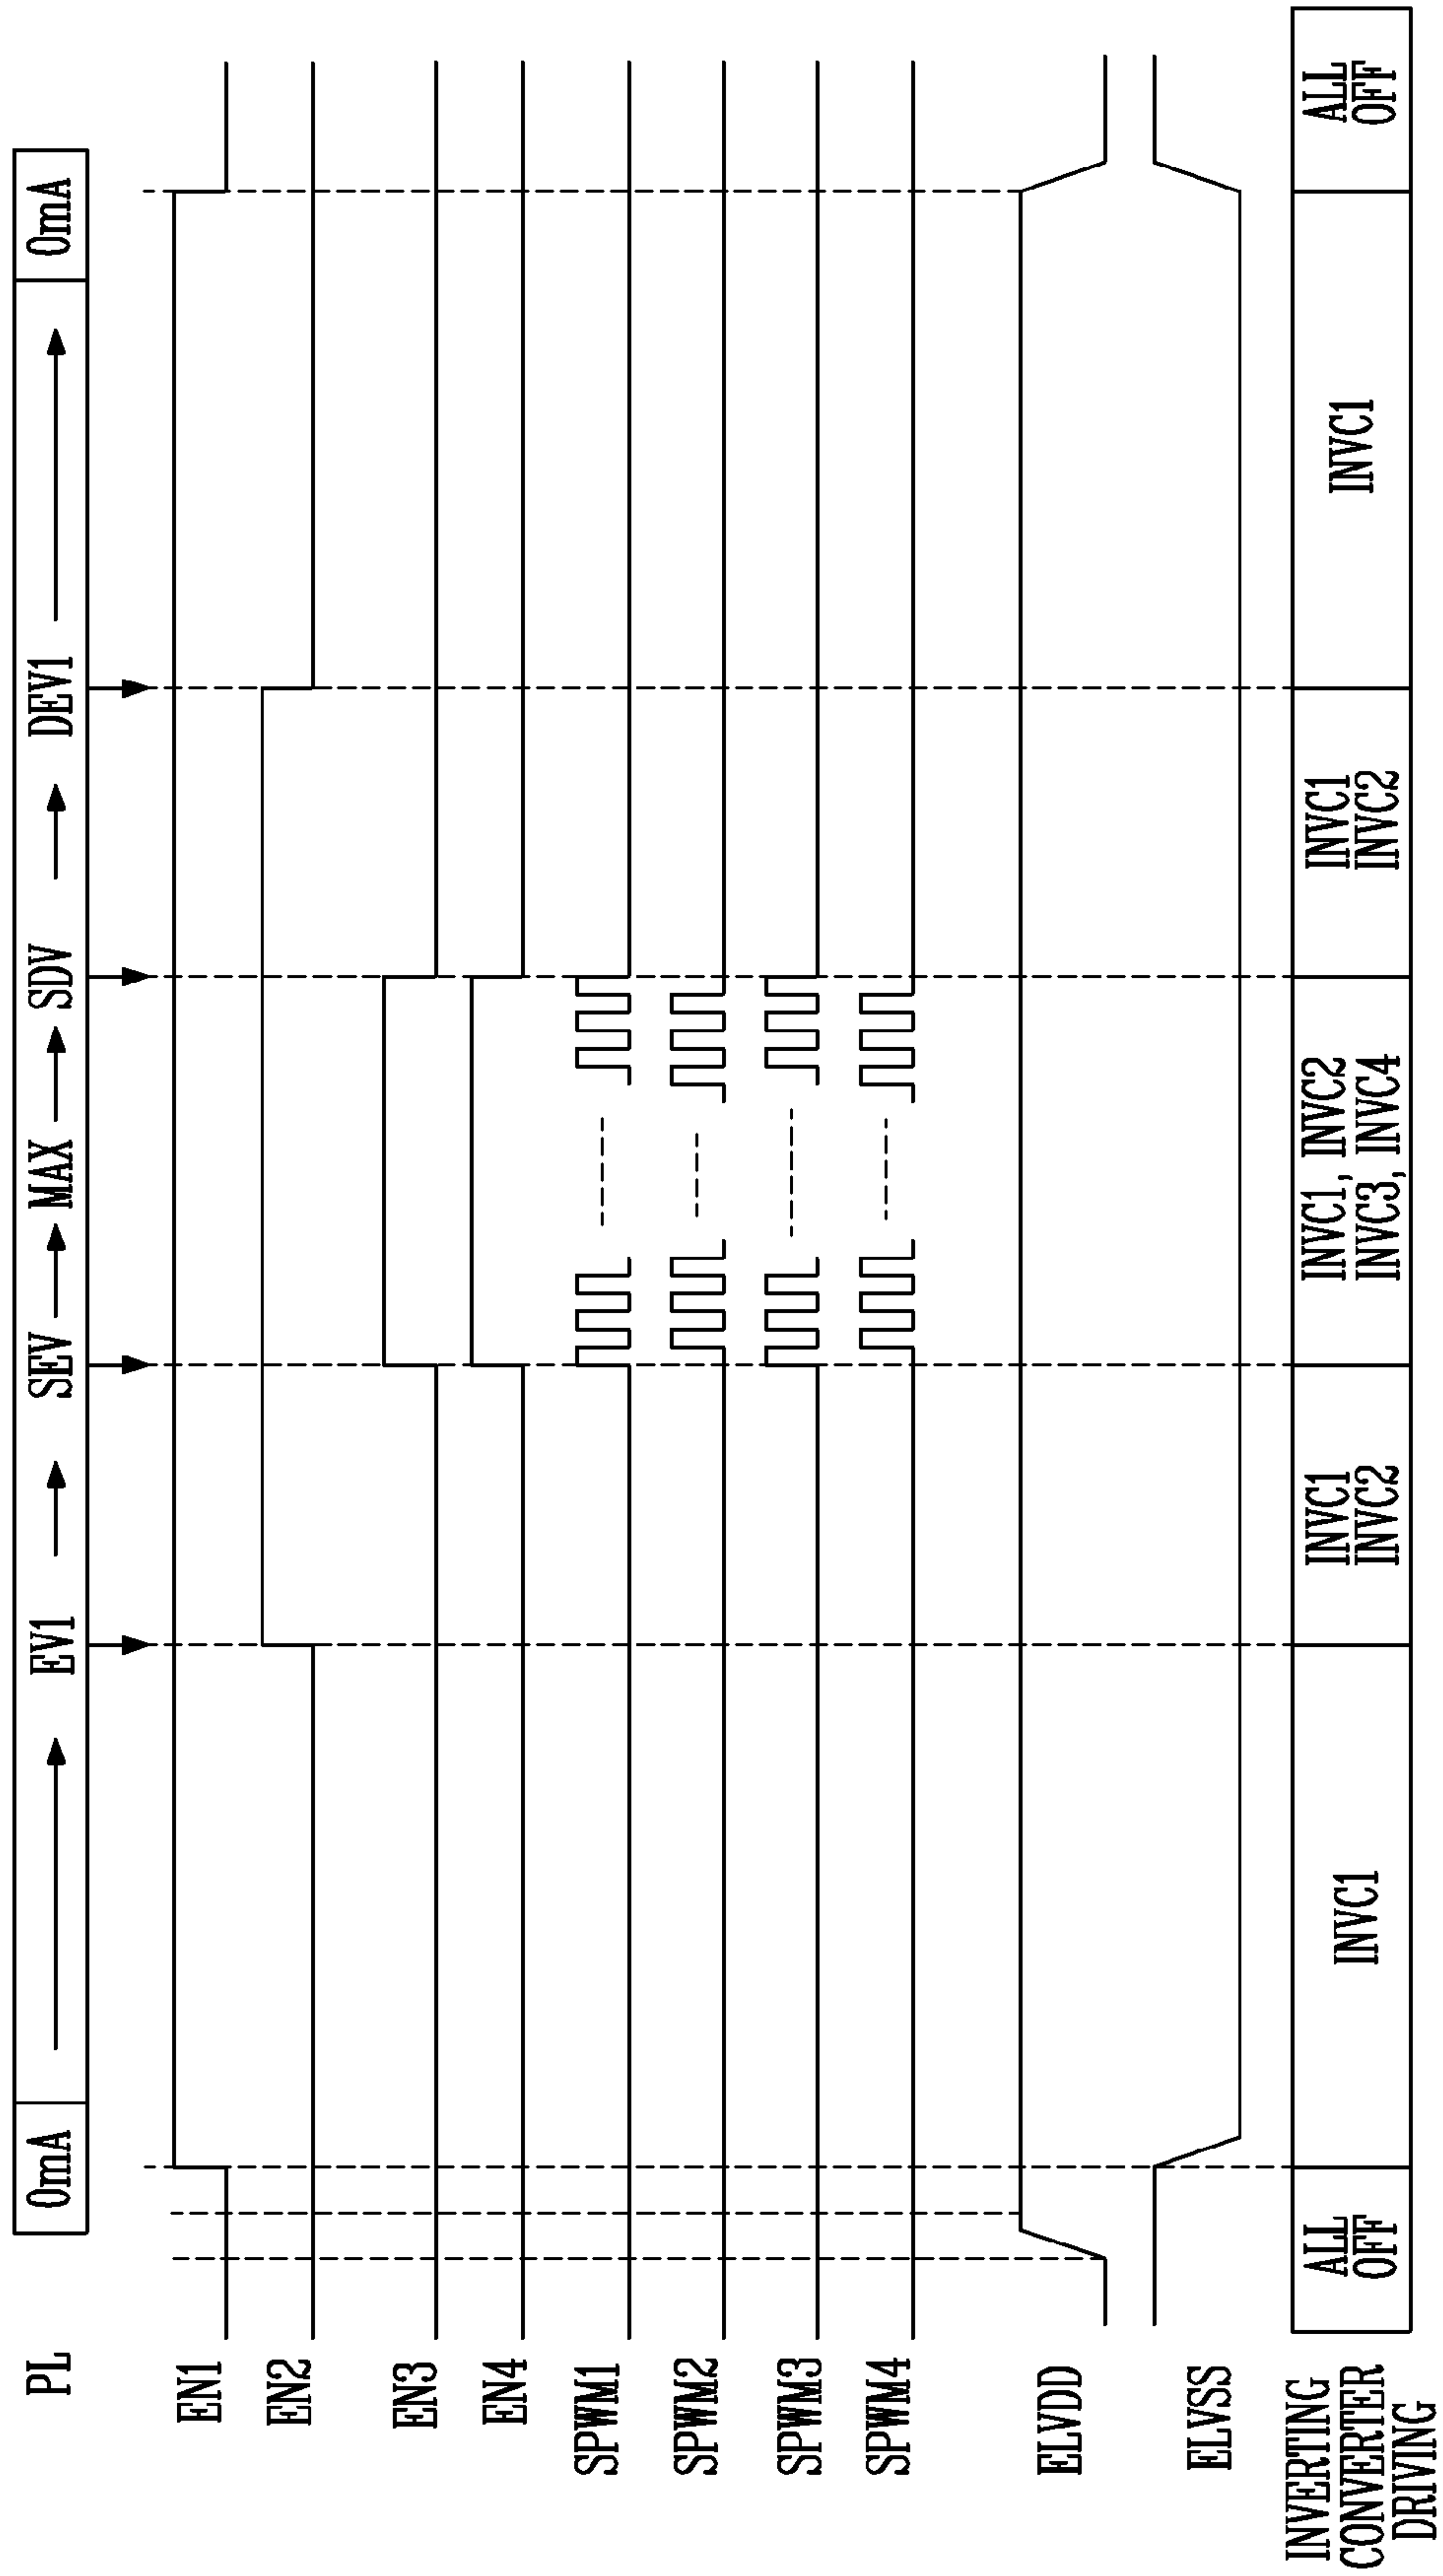 PL
0mA
EV1
SEV
MAX
SDV
DEV1
0mA
EN1
EN2
EN3
EN4
SPWM1
SPWM2
SPWM3
SPWM4
ELVDD
ELVSS
INVERTING
CONVERTER
DRIVING
ALL
OFF
INVC1
INVC1
INVC2
INVC1, INVC2
INVC3, INVC4
INVC1
INVC2
INVC1
ALL
OFF